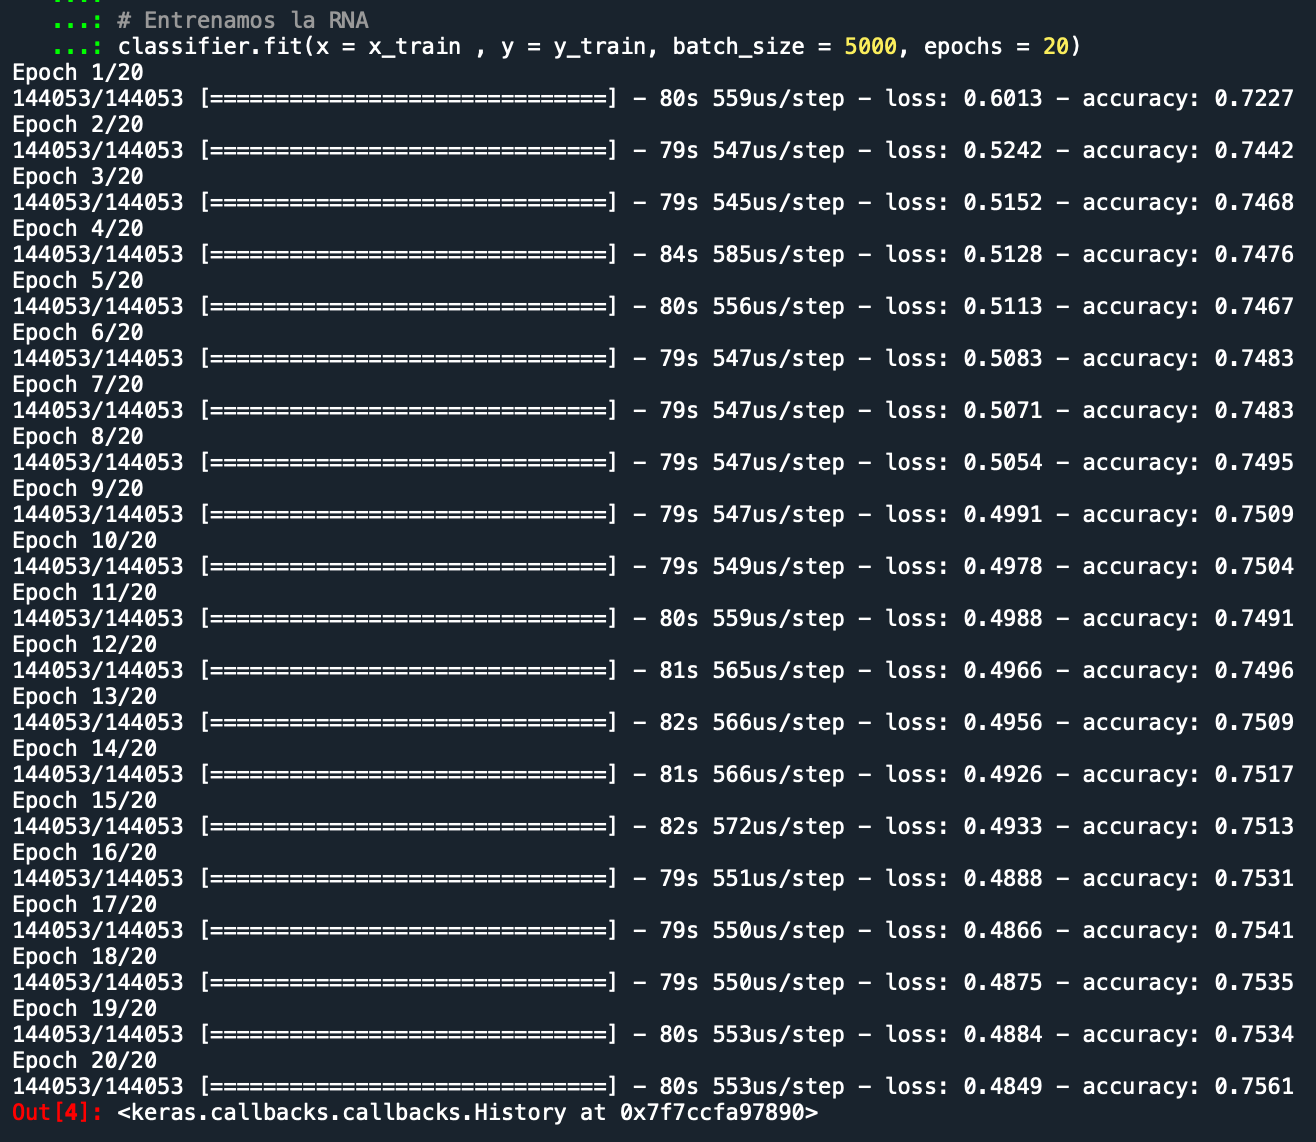 ...:
...: # Entrenamos la RNA
...: classifier.fit(x = x_train , y = y_train, batch_size = 5000, epochs = 20)
Epoch 1/20
144053/144053 [==============================] - 80s 559us/step - loss: 0.6013 - accuracy: 0.7227
Epoch 2/20
144053/144053 [==============================] - 79s 547us/step - loss: 0.5242 - accuracy: 0.7442
Epoch 3/20
144053/144053 [==============================] - 79s 545us/step - loss: 0.5152 - accuracy: 0.7468
Epoch 4/20
144053/144053 [==============================] - 84s 585us/step - loss: 0.5128 - accuracy: 0.7476
Epoch 5/20
144053/144053 [==============================] - 80s 556us/step - loss: 0.5113 - accuracy: 0.7467
Epoch 6/20
144053/144053 [==============================] - 79s 547us/step - loss: 0.5083 - accuracy: 0.7483
Epoch 7/20
144053/144053 [==============================] - 79s 547us/step - loss: 0.5071 - accuracy: 0.7483
Epoch 8/20
144053/144053 [==============================] - 79s 547us/step - loss: 0.5054 - accuracy: 0.7495
Epoch 9/20
144053/144053 [==============================] - 79s 547us/step - loss: 0.4991 - accuracy: 0.7509
Epoch 10/20
144053/144053 [==============================] - 79s 549us/step - loss: 0.4978 - accuracy: 0.7504
Epoch 11/20
144053/144053 [==============================] - 80s 559us/step - loss: 0.4988 - accuracy: 0.7491
Epoch 12/20
144053/144053 [==============================] - 81s 565us/step - loss: 0.4966 - accuracy: 0.7496
Epoch 13/20
144053/144053 [==============================] - 82s 566us/step - loss: 0.4956 - accuracy: 0.7509
Epoch 14/20
144053/144053 [==============================] - 81s 566us/step - loss: 0.4926 - accuracy: 0.7517
Epoch 15/20
144053/144053 [==============================] - 82s 572us/step - loss: 0.4933 - accuracy: 0.7513
Epoch 16/20
144053/144053 [==============================] - 79s 551us/step - loss: 0.4888 - accuracy: 0.7531
Epoch 17/20
144053/144053 [==============================] - 79s 550us/step - loss: 0.4866 - accuracy: 0.7541
Epoch 18/20
144053/144053 [==============================] - 79s 550us/step - loss: 0.4875 - accuracy: 0.7535
Epoch 19/20
144053/144053 [==============================] - 80s 553us/step - loss: 0.4884 - accuracy: 0.7534
Epoch 20/20
144053/144053 [==============================] - 80s 553us/step - loss: 0.4849 - accuracy: 0.7561
Out[4]: <keras.callbacks.callbacks.History at 0x7f7ccfa97890>